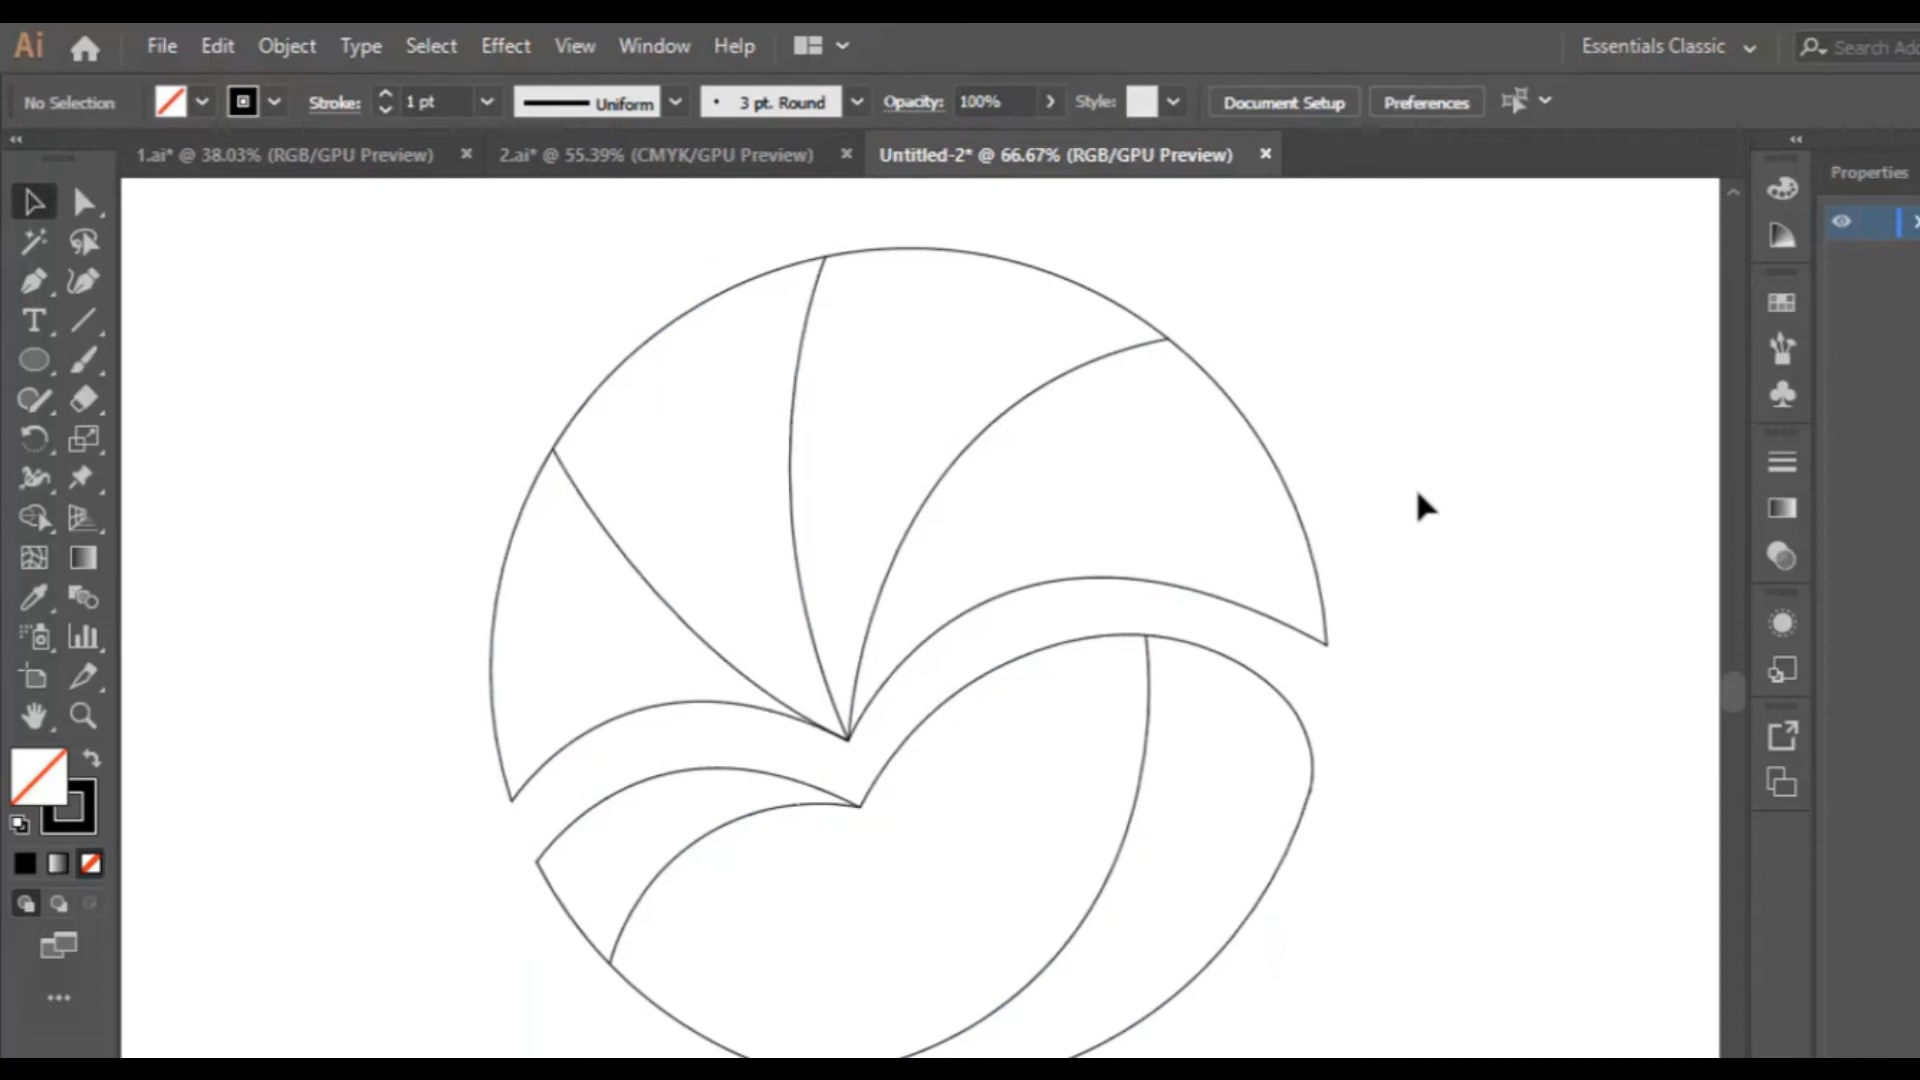 Ai File Edit Object Type Select Effect View Window Help Essentials Classic Search Ado
No Selection Stroke: 1 pt Uniform 3 pt. Round Opacity: 100% Style: Document Setup Preferences
1.ai* @ 38.03% (RGB/GPU Preview) 2.ai* @ 55.39% (CMYK/GPU Preview) Untitled-2* @ 66.67% (RGB/GPU Preview)
Properties